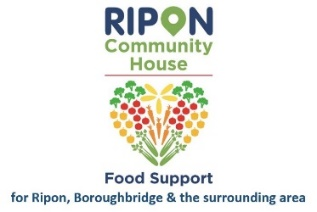 RIPON
Community
House
Food Support
for Ripon, Boroughbridge & the surrounding area